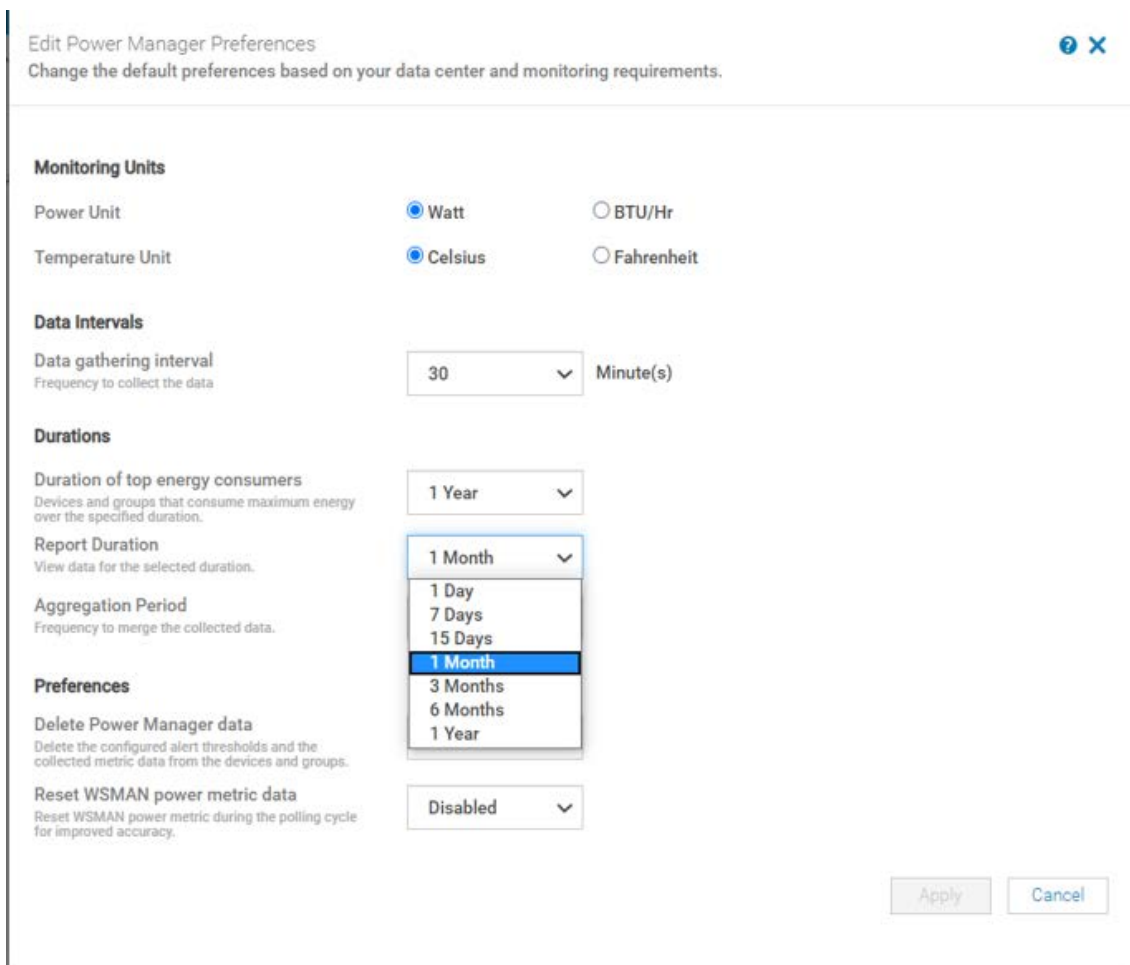 Edit Power Manager Preferences
Change the default preferences based on your data center and monitoring requirements.
Monitoring Units
Power Unit
Watt
BTU/Hr
Temperature Unit
Celsius
Fahrenheit
Data Intervals
Data gathering interval
Frequency to collect the data
30
Minute(s)
Durations
Duration of top energy consumers
Devices and groups that consume maximum energy
over the specified duration.
1 Year
Report Duration
View data for the selected duration.
1 Month
1 Day
7 Days
15 Days
1 Month
3 Months
6 Months
1 Year
Aggregation Period
Frequency to merge the collected data.
Preferences
Delete Power Manager data
Delete the configured alert thresholds and the
collected metric data from the devices and groups.
Reset WSMAN power metric data
Reset WSMAN power metric during the polling cycle
for improved accuracy.
Disabled
Apply
Cancel